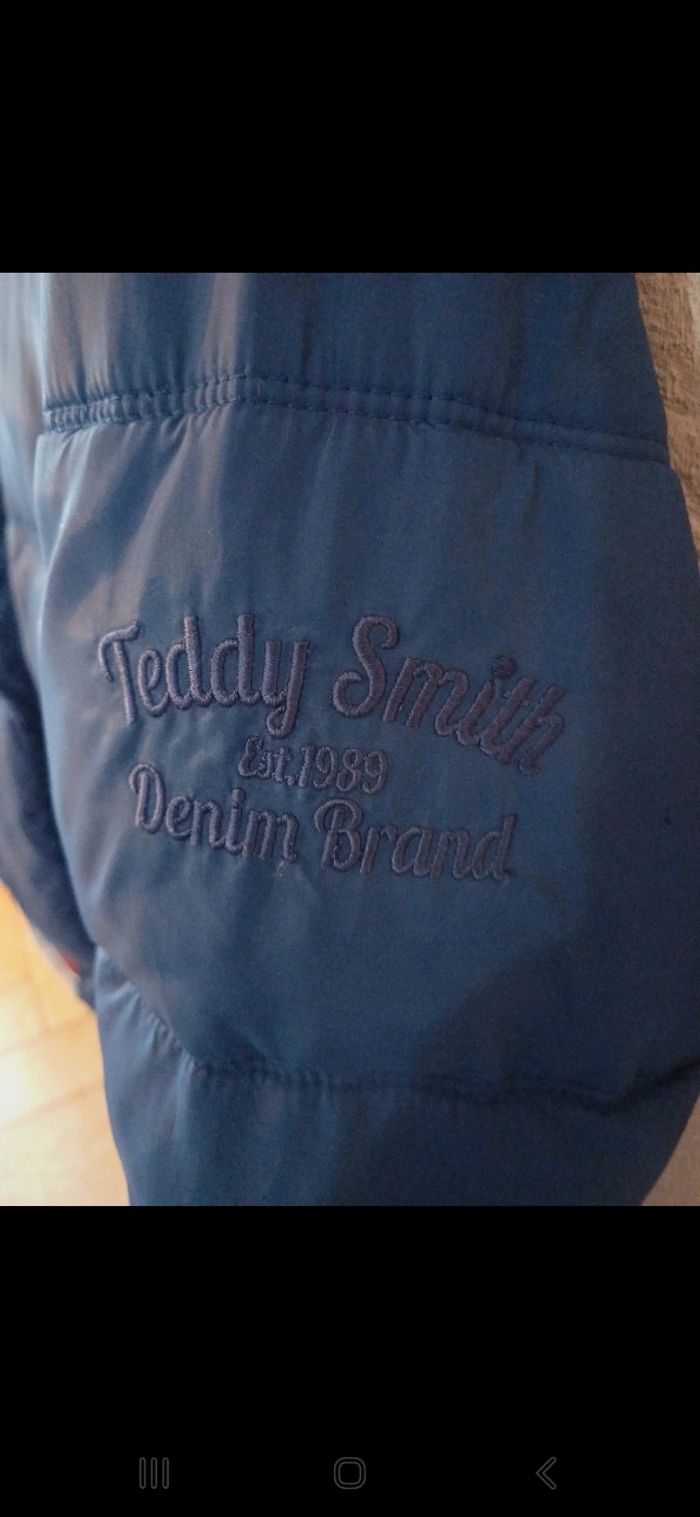 Teddy Smith
Est.1989
Denim Brand